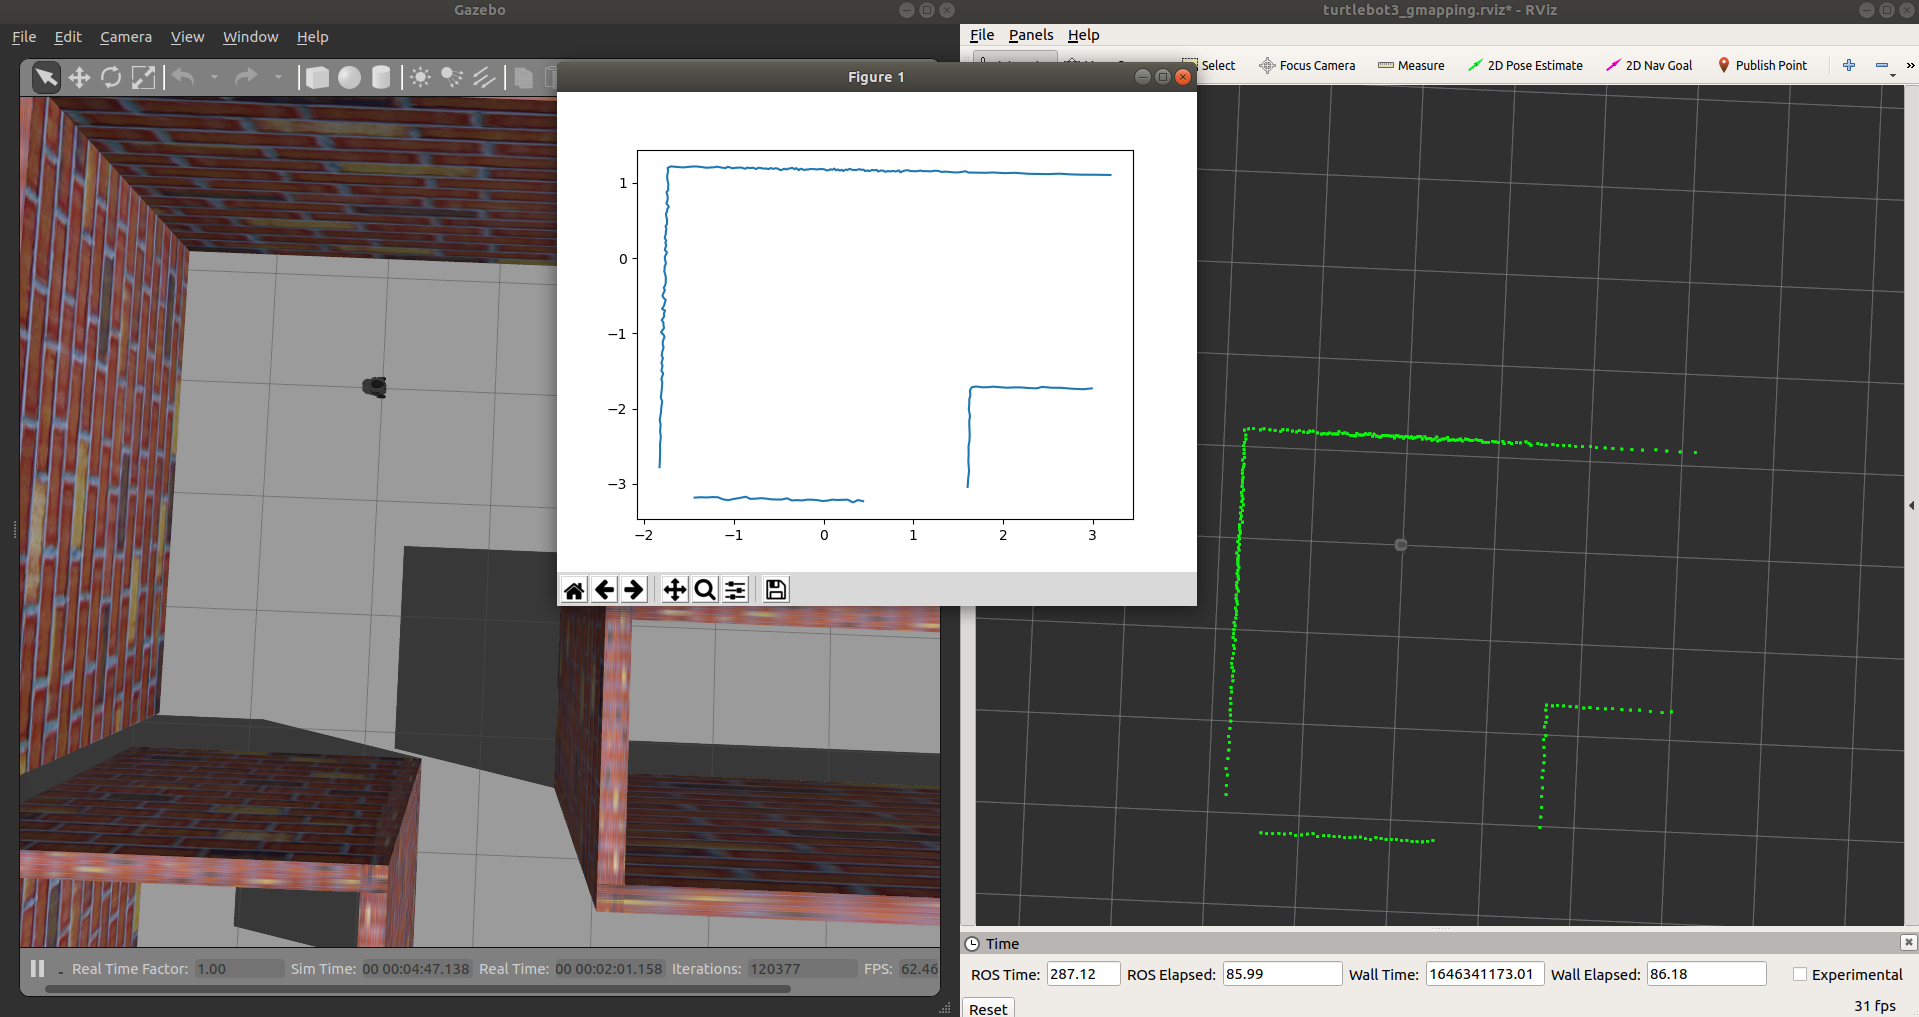 Gazebo
File Edit Camera View Window Help
Real Time Factor: 1.00 Sim Time: 00 00:04:47.138 Real Time: 00 00:02:01.158 Iterations: 120377 FPS: 62.46
Figure 1
1
0
−1
−2
−3
−2 −1 0 1 2 3
turtlebot3_gmapping.rviz* - RViz
File Panels Help
Select Focus Camera Measure 2D Pose Estimate 2D Nav Goal Publish Point »
Time
ROS Time: 287.12 ROS Elapsed: 85.99 Wall Time: 1646341173.01 Wall Elapsed: 86.18 Experimental
Reset 31 fps